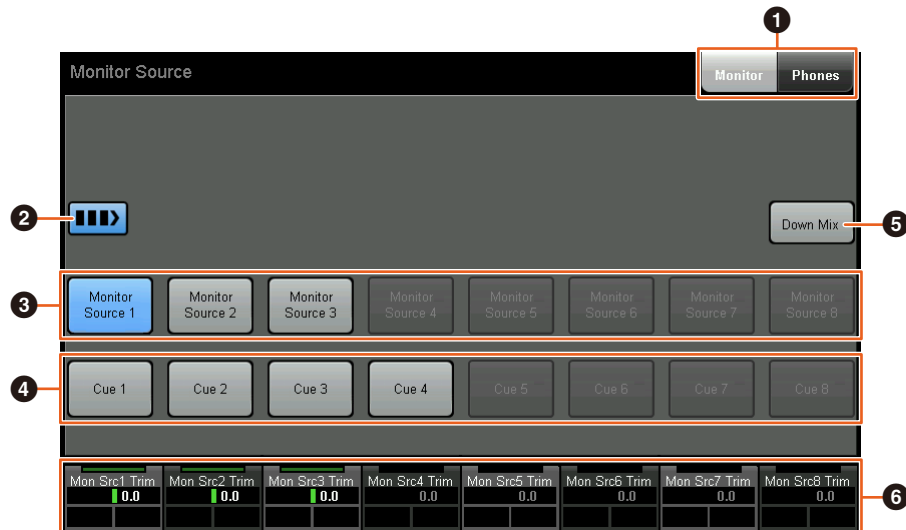 1
Monitor Source
Monitor Phones
2
Down Mix
5
3
Monitor Source 1
Monitor Source 2
Monitor Source 3
Monitor Source 4
Monitor Source 5
Monitor Source 6
Monitor Source 7
Monitor Source 8
4
Cue 1
Cue 2
Cue 3
Cue 4
Cue 5
Cue 6
Cue 7
Cue 8
Mon Src1 Trim
0.0
Mon Src2 Trim
0.0
Mon Src3 Trim
0.0
Mon Src4 Trim
0.0
Mon Src5 Trim
0.0
Mon Src6 Trim
0.0
Mon Src7 Trim
0.0
Mon Src8 Trim
0.0
6